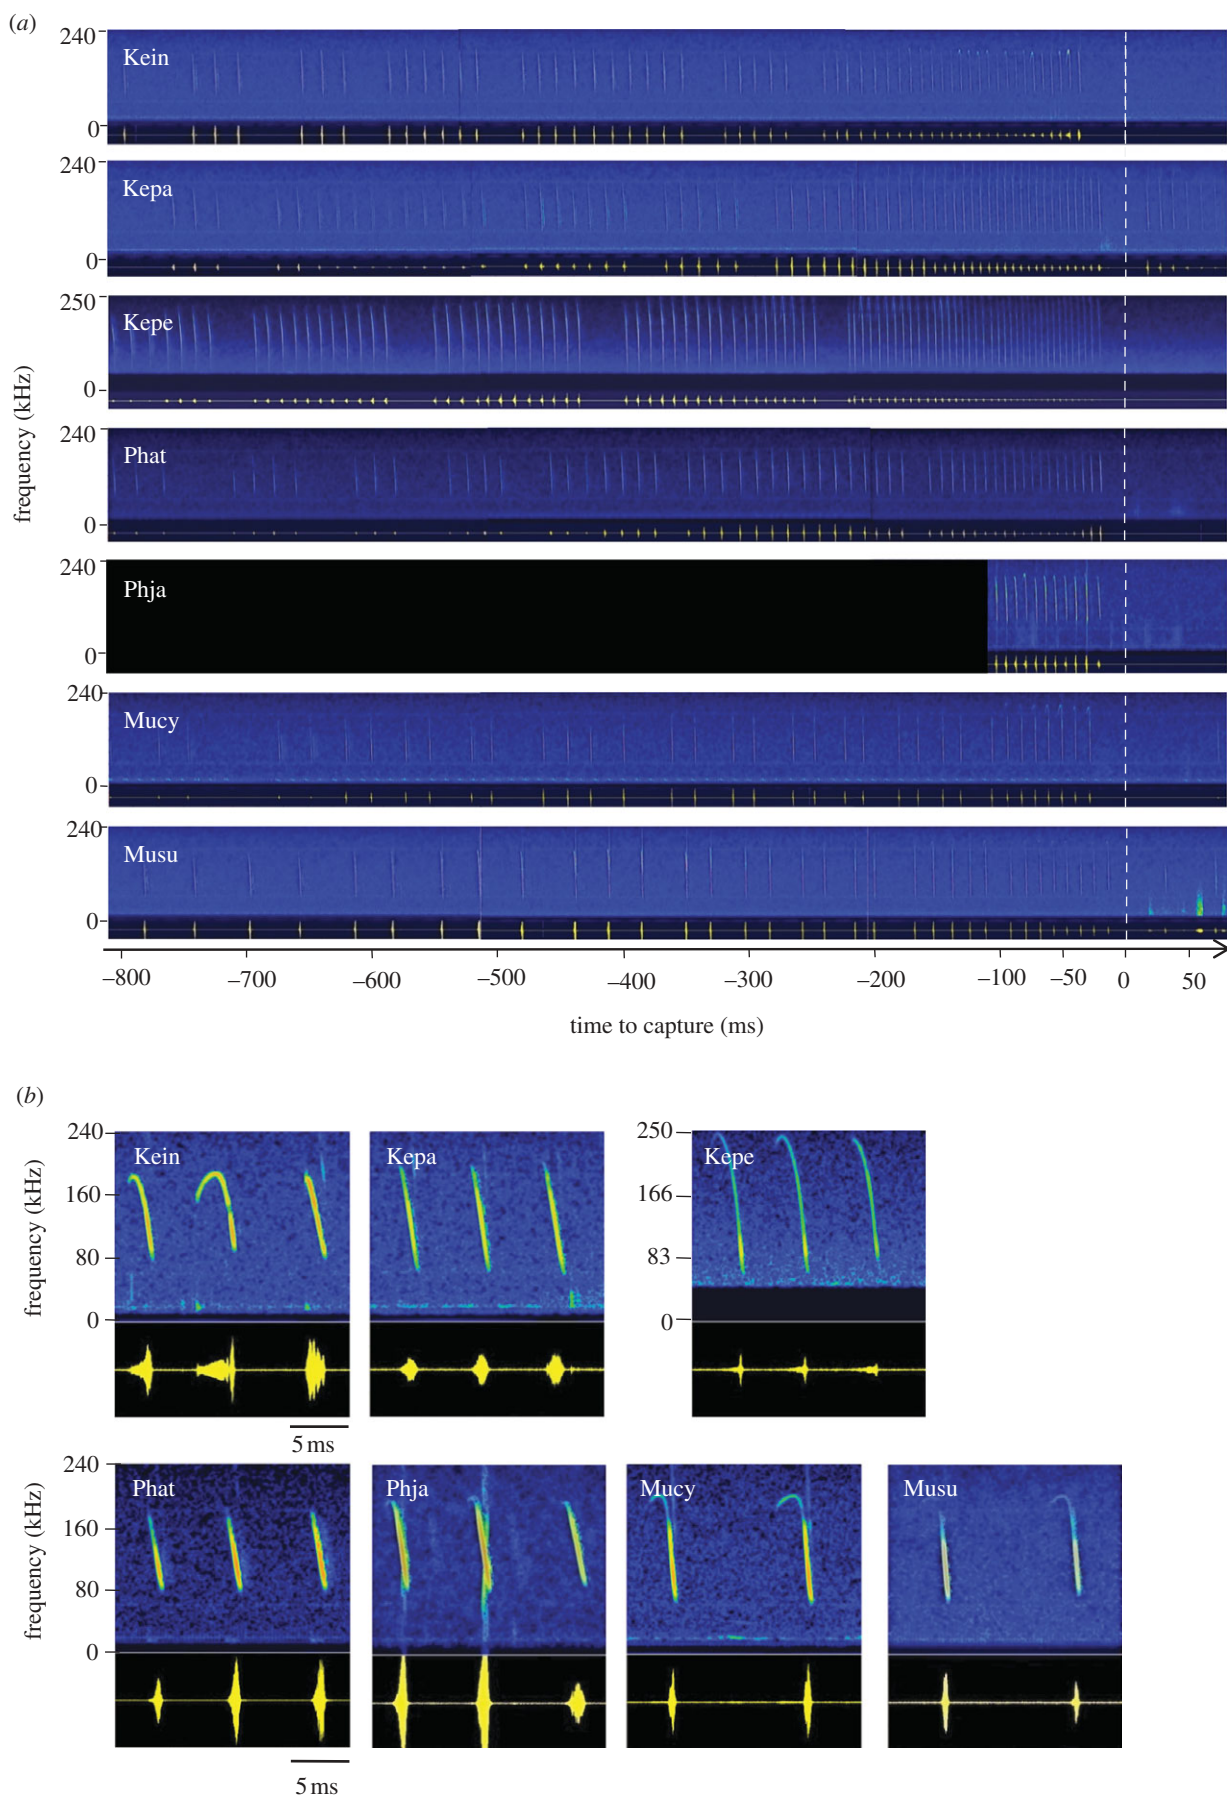 (a)
240
Kein
0
240
Kepa
0
250
Kepe
0
240
Phat
0
240
Phja
0
240
Mucy
0
240
Musu
0
frequency (kHz)
–800 –700 –600 –500 –400 –300 –200 –100 –50 0 50
time to capture (ms)
(b)
240 Kein Kepa 250 Kepe
160 166
80 83
0 0
frequency (kHz)
5 ms
240 Phat Phja Mucy Musu
160
80
0
frequency (kHz)
5 ms